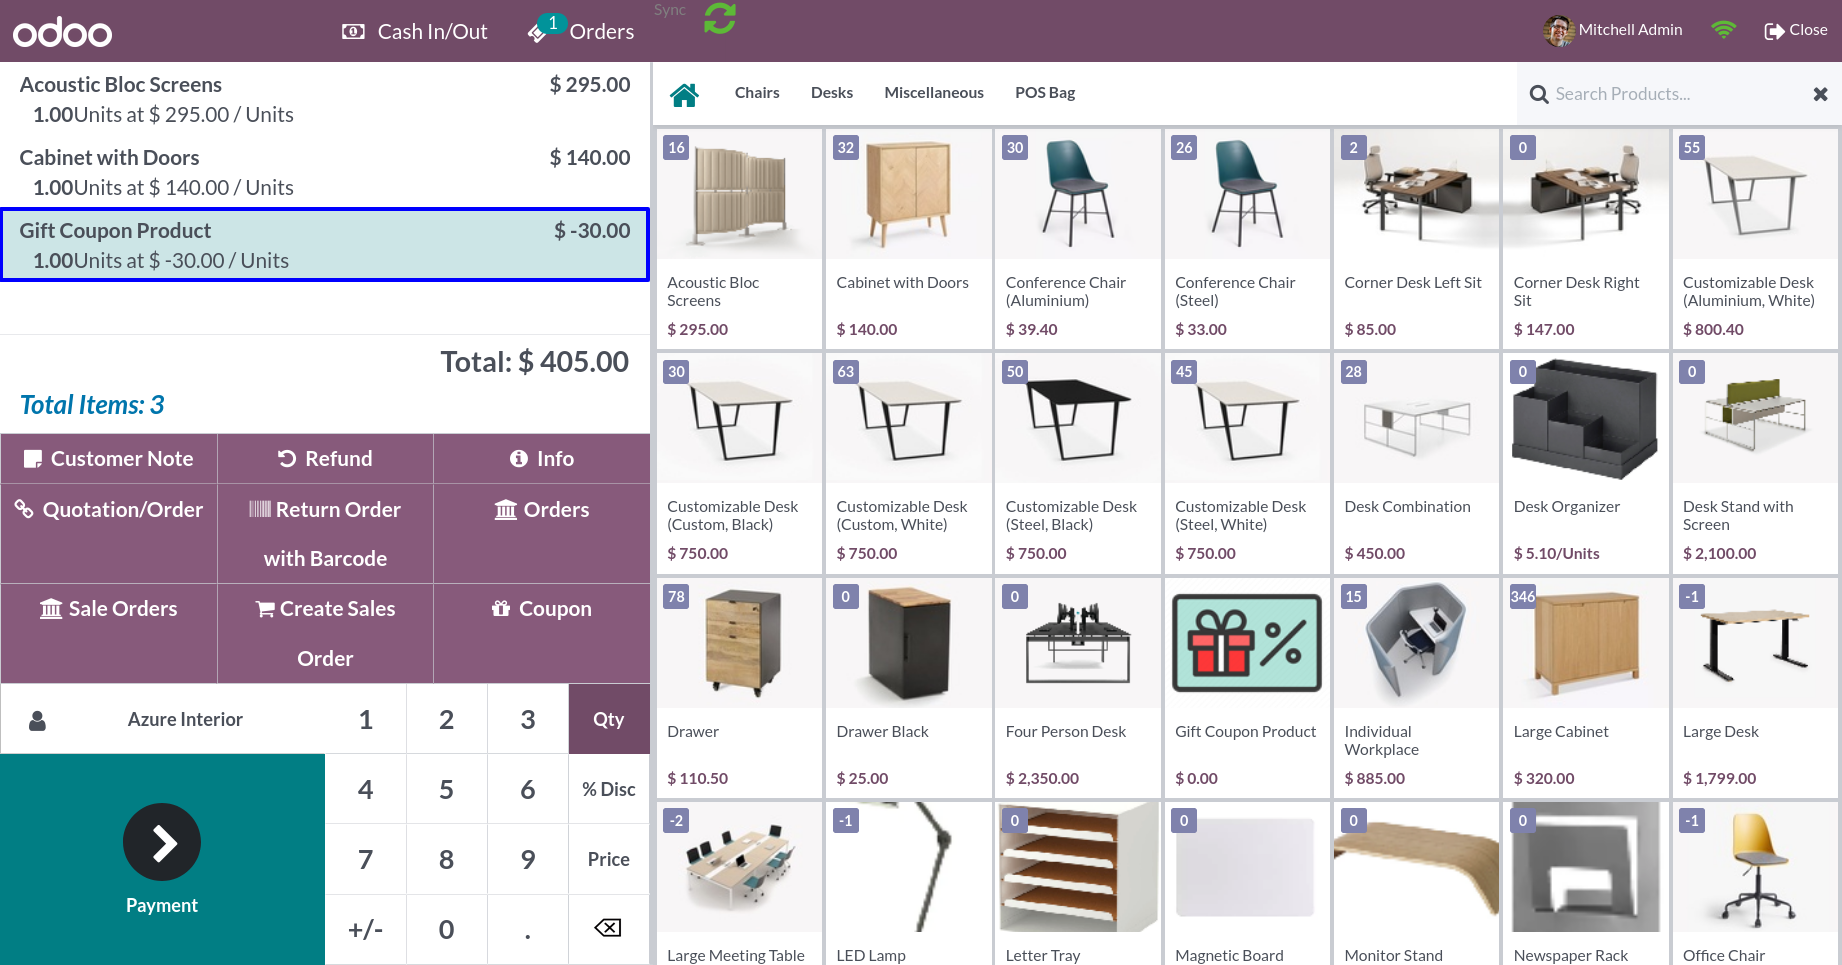 odoo
Cash In/Out
1
Orders
Sync
Mitchell Admin
Close
Acoustic Bloc Screens $ 295.00
1.00Units at $ 295.00 / Units
Cabinet with Doors $ 140.00
1.00Units at $ 140.00 / Units
Gift Coupon Product $ -30.00
1.00Units at $ -30.00 / Units
Total: $ 405.00
Total Items: 3
Customer Note Refund Info
Quotation/Order Return Order with Barcode Orders
Sale Orders Create Sales Order Coupon
Azure Interior 1 2 3 Qty
4 5 6 % Disc
7 8 9 Price
+/- 0 .
Payment
Chairs Desks Miscellaneous POS Bag
Search Products...
16 32 30 26 2 0 55
Acoustic Bloc Screens
$ 295.00
Cabinet with Doors
$ 140.00
Conference Chair (Aluminium)
$ 39.40
Conference Chair (Steel)
$ 33.00
Corner Desk Left Sit
$ 85.00
Corner Desk Right Sit
$ 147.00
Customizable Desk (Aluminium, White)
$ 800.40
30 63 50 45 28 0 0
Customizable Desk (Custom, Black)
$ 750.00
Customizable Desk (Custom, White)
$ 750.00
Customizable Desk (Steel, Black)
$ 750.00
Customizable Desk (Steel, White)
$ 750.00
Desk Combination
$ 450.00
Desk Organizer
$ 5.10/Units
Desk Stand with Screen
$ 2,100.00
78 0 0 % 15 346 -1
Drawer
$ 110.50
Drawer Black
$ 25.00
Four Person Desk
$ 2,350.00
Gift Coupon Product
$ 0.00
Individual Workplace
$ 885.00
Large Cabinet
$ 320.00
Large Desk
$ 1,799.00
-2 -1 0 0 0 0 -1
Large Meeting Table
LED Lamp
Letter Tray
Magnetic Board
Monitor Stand
Newspaper Rack
Office Chair